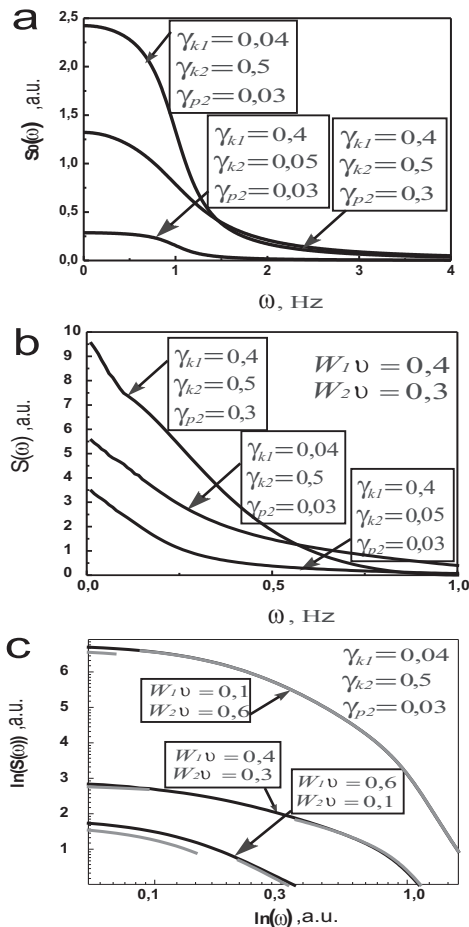 a
γk1=0,04
γk2=0,5
γp2=0,03
γk1=0,4
γk2=0,05
γp2=0,03
γk1=0,4
γk2=0,5
γp2=0,3
s0(ω) ,a.u.
2,5
2,0
1,5
1,0
0,5
0,0
0 1 2 3 4
ω, Hz
b
γk1=0,4
γk2=0,5
γp2=0,3
W1υ=0,4
W2υ=0,3
γk1=0,04
γk2=0,5
γp2=0,03
γk1=0,4
γk2=0,05
γp2=0,03
S(ω) ,a.u.
10
9
8
7
6
5
4
3
2
1
0
0,0 0,5 1,0
ω, Hz
c
γk1=0,04
γk2=0,5
γp2=0,03
W1υ=0,1
W2υ=0,6
W1υ=0,4
W2υ=0,3
W1υ=0,6
W2υ=0,1
ln(S(ω)) ,a.u.
6
5
4
3
2
1
0,1 0,3 1,0
ln(ω) ,a.u.